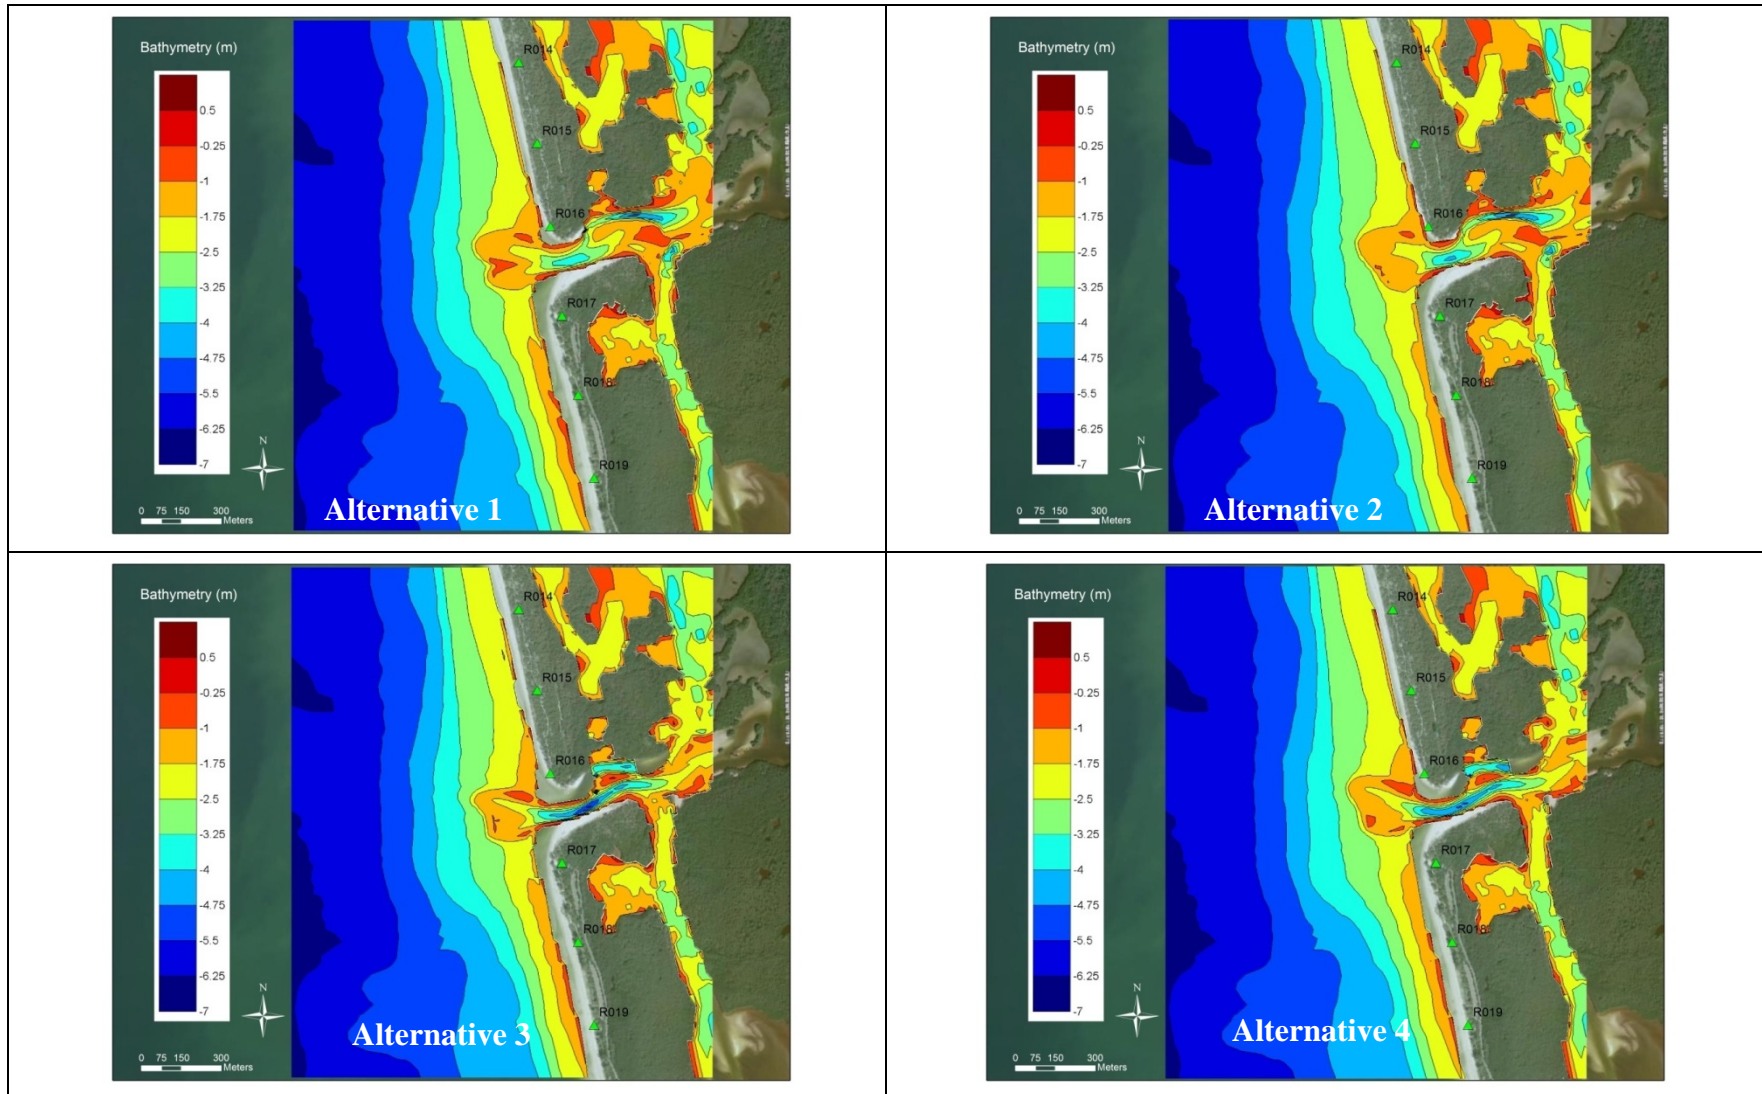 Bathymetry (m)
0.5
-0.25
-1
-1.75
-2.5
-3.25
-4
-4.75
-5.5
-6.25
-7
N
0 75 150 300
Meters
R014
R015
R016
R017
R018
R019
Alternative 1
Bathymetry (m)
0.5
-0.25
-1
-1.75
-2.5
-3.25
-4
-4.75
-5.5
-6.25
-7
N
0 75 150 300
Meters
R014
R015
R016
R017
R018
R019
Alternative 2
Bathymetry (m)
0.5
-0.25
-1
-1.75
-2.5
-3.25
-4
-4.75
-5.5
-6.25
-7
N
0 75 150 300
Meters
R014
R015
R016
R017
R018
R019
Alternative 3
Bathymetry (m)
0.5
-0.25
-1
-1.75
-2.5
-3.25
-4
-4.75
-5.5
-6.25
-7
N
0 75 150 300
Meters
R014
R015
R016
R017
R018
R019
Alternative 4